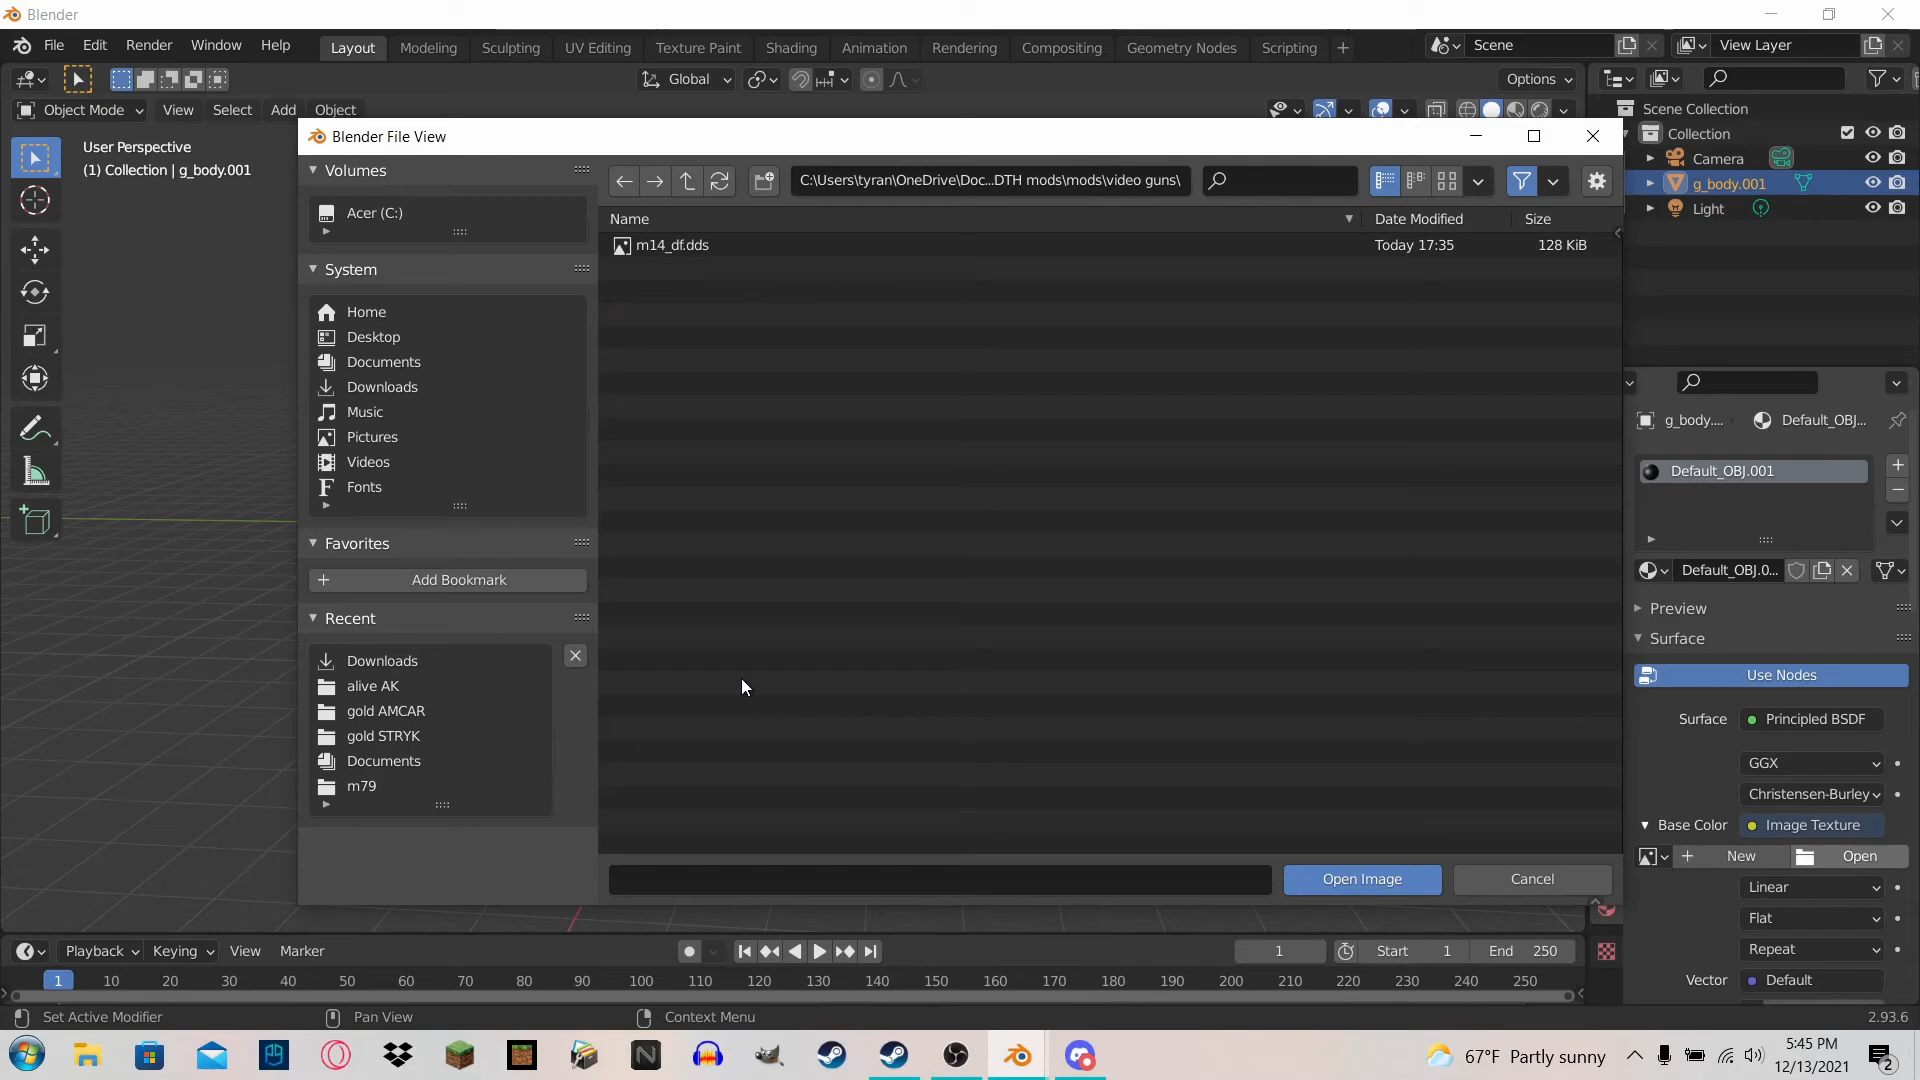 Blender
File Edit Render Window Help Layout Modeling Sculpting UV Editing Texture Paint Shading Animation Rendering Compositing Geometry Nodes Scripting + Scene View Layer
Global Options
Object Mode View Select Add Object
Scene Collection
Collection
Camera
g_body.001
Light
User Perspective
(1) Collection | g_body.001
Blender File View
Volumes
Acer (C:)
System
Home
Desktop
Documents
Downloads
Music
Pictures
Videos
Fonts
Favorites
Add Bookmark
Recent
Downloads
alive AK
gold AMCAR
gold STRYK
Documents
m79
C:\Users\tyran\OneDrive\Doc...DTH mods\mods\video guns\
Name Date Modified Size
m14_df.dds Today 17:35 128 KiB
Open Image Cancel
g_body.... Default_OBJ...
Default_OBJ.001
Default_OBJ.0...
Preview
Surface
Use Nodes
Surface Principled BSDF
GGX
Christensen-Burley
Base Color Image Texture
New Open
Linear
Flat
Repeat
Vector Default
Playback Keying View Marker 1 Start 1 End 250
1 10 20 30 40 50 60 70 80 90 100 110 120 130 140 150 160 170 180 190 200 210 220 230 240 250
Set Active Modifier Pan View Context Menu 2.93.6
67°F Partly sunny
5:45 PM
12/13/2021
2